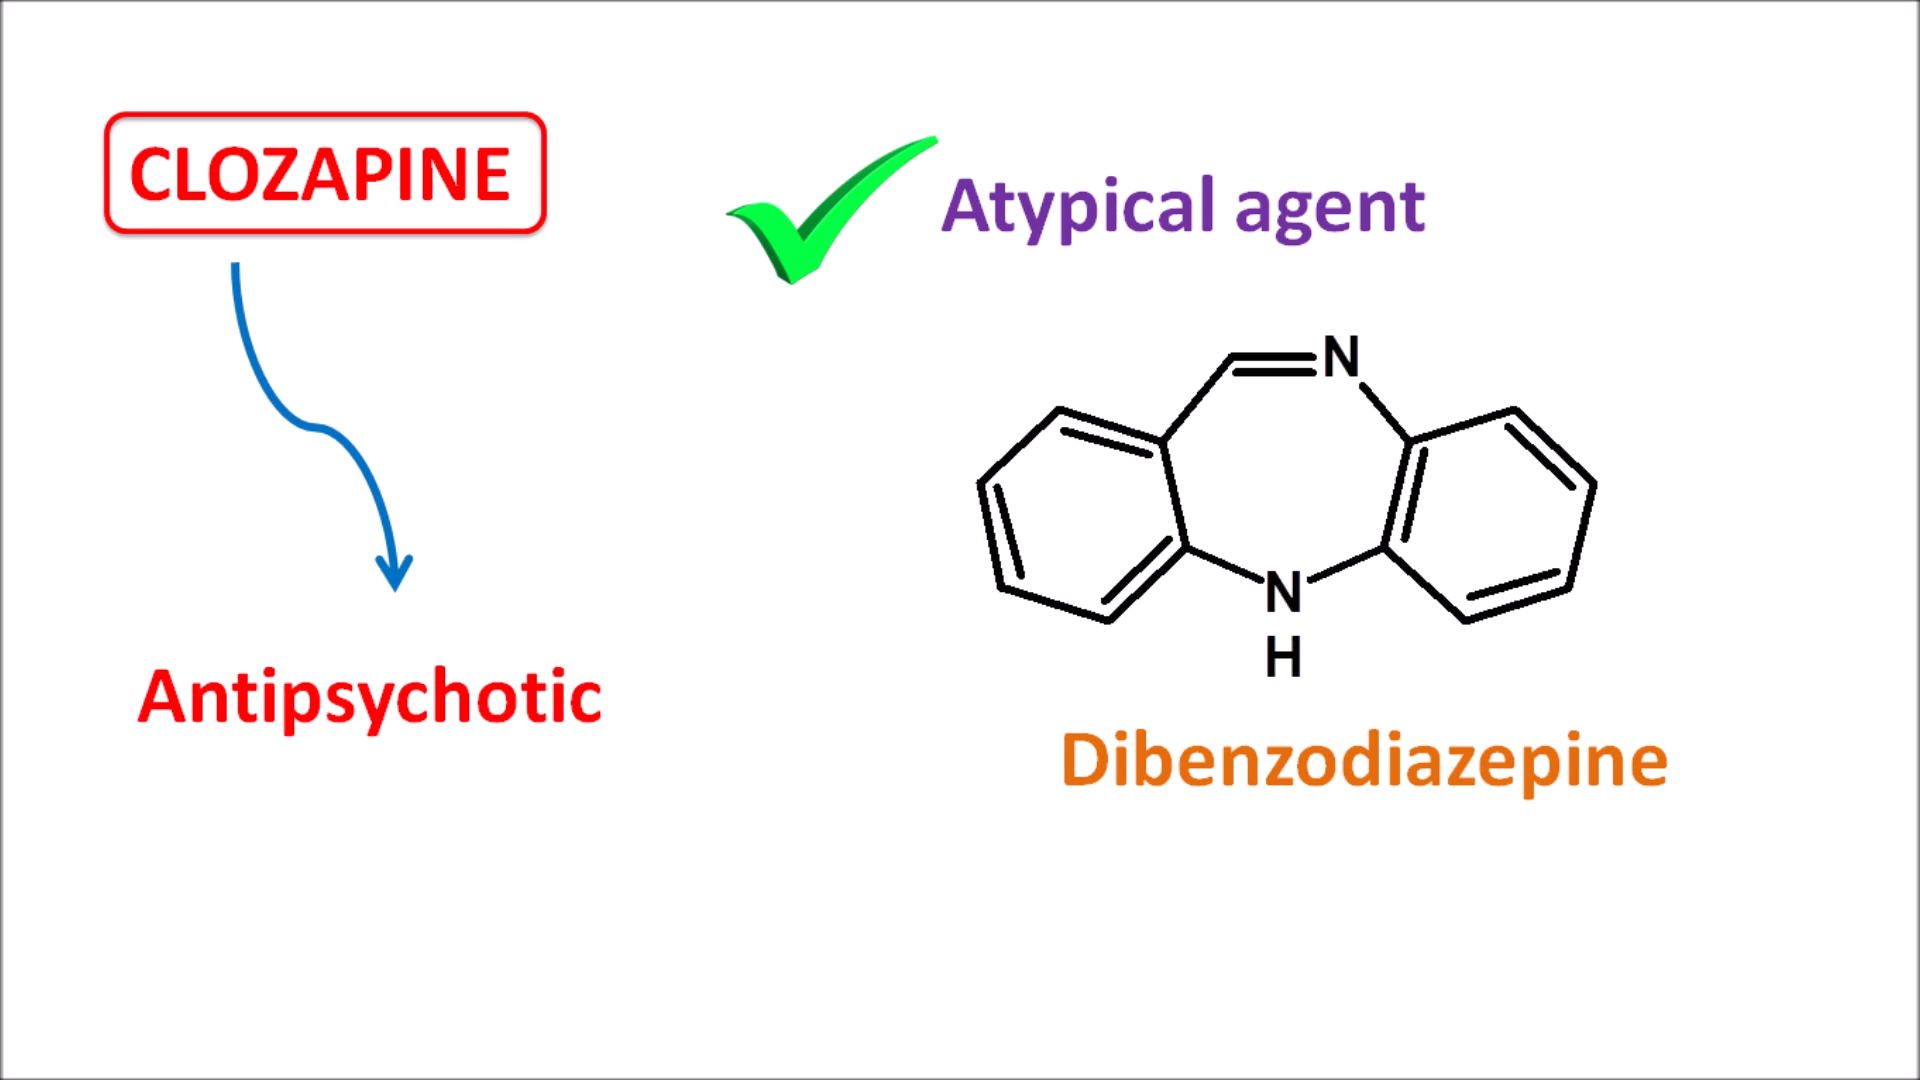 CLOZAPINE
Atypical agent
N
N
H
Antipsychotic
Dibenzodiazepine